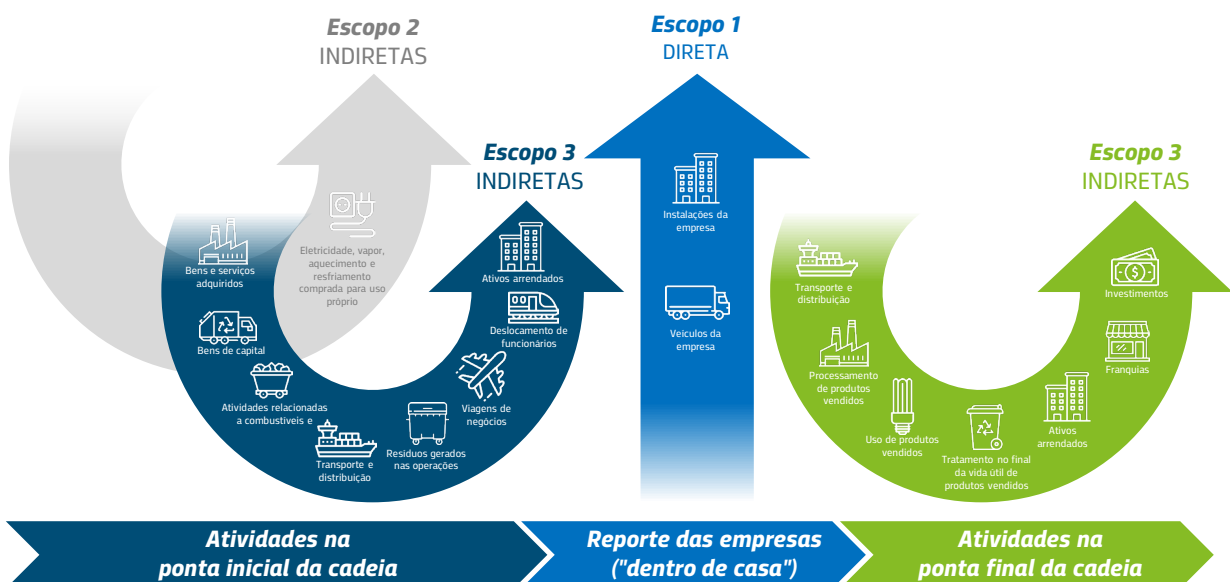 Escopo 2
INDIRETAS
Eletricidade, vapor,
aquecimento e
resfriamento
comprada para uso
próprio
Escopo 3
INDIRETAS
Bens e serviços
adquiridos
Bens de capital
Atividades relacionadas
a combustíveis e
Transporte e
distribuição
Resíduos gerados
nas operações
Viagens de
negócios
Deslocamento de
funcionários
Ativos arrendados
Escopo 1
DIRETA
Instalações da
empresa
Veículos da
empresa
Escopo 3
INDIRETAS
Transporte e
distribuição
Processamento
de produtos
vendidos
Uso de produtos
vendidos
Tratamento no final
da vida útil de
produtos vendidos
Ativos
arrendados
Franquias
Investimentos
Atividades na
ponta inicial da cadeia
Reporte das empresas
("dentro de casa")
Atividades na
ponta final da cadeia